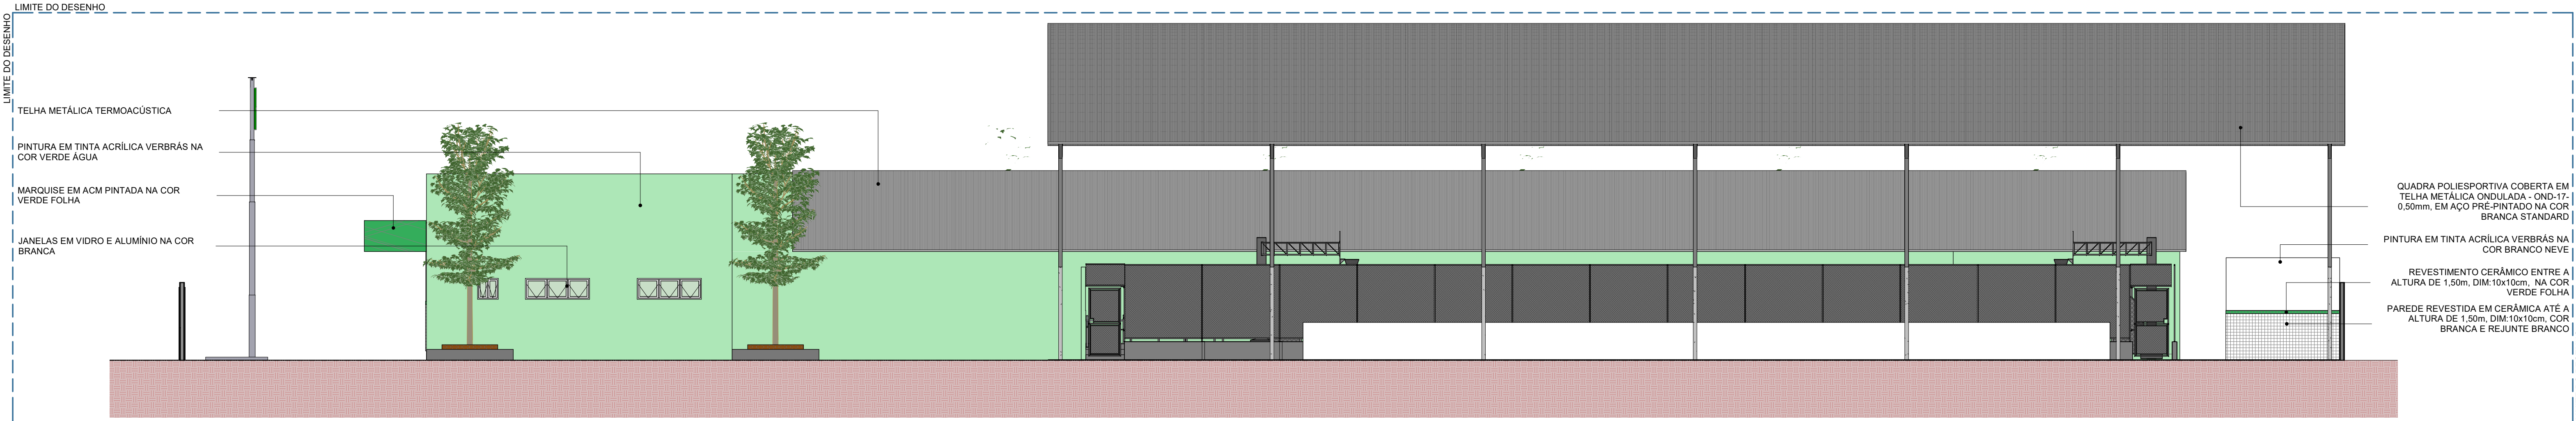 LIMITE DO DESENHO
LIMITE DO DESENHO
TELHA METÁLICA TERMOACÚSTICA
PINTURA EM TINTA ACRÍLICA VERBRÁS NA
COR VERDE ÁGUA
MARQUISE EM ACM PINTADA NA COR
VERDE FOLHA
JANELAS EM VIDRO E ALUMÍNIO NA COR
BRANCA
QUADRA POLIESPORTIVA COBERTA EM
TELHA METÁLICA ONDULADA - OND-17-
0,50mm, EM AÇO PRÉ-PINTADO NA COR
BRANCA STANDARD
PINTURA EM TINTA ACRÍLICA VERBRÁS NA
COR BRANCO NEVE
REVESTIMENTO CERÂMICO ENTRE A
ALTURA DE 1,50m, DIM:10x10cm, NA COR
VERDE FOLHA
PAREDE REVESTIDA EM CERÂMICA ATÉ A
ALTURA DE 1,50m, DIM:10x10cm, COR
BRANCA E REJUNTE BRANCO